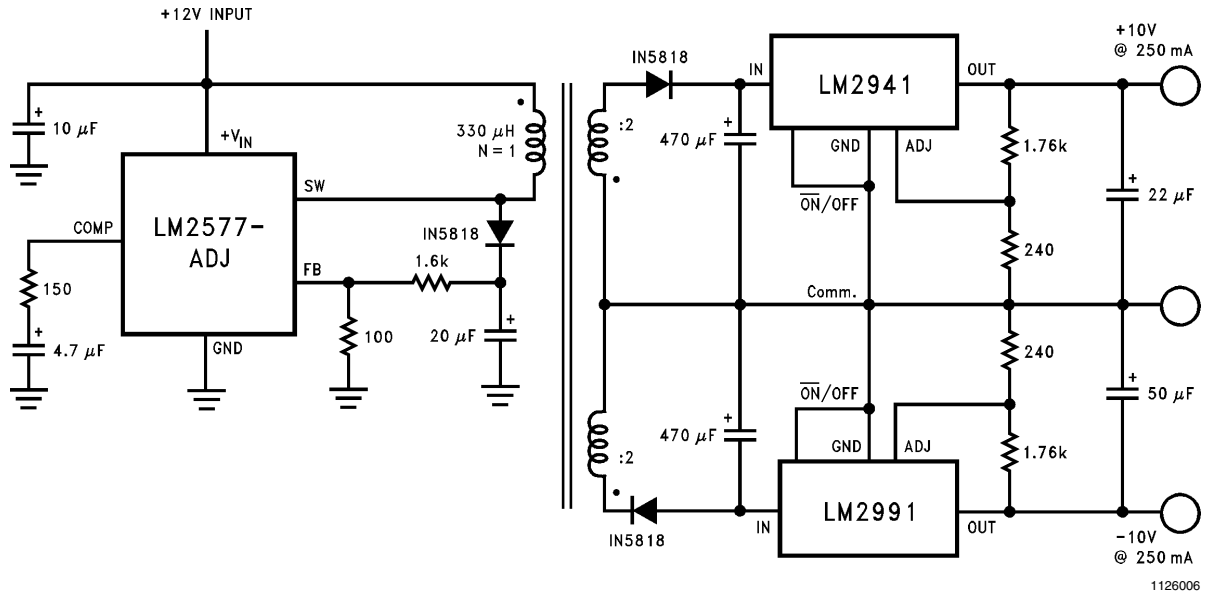 +12V INPUT
10 μF
+
+V_IN
330 μH
N = 1
SW
LM2577-
ADJ
COMP
FB
GND
150
+
4.7 μF
IN5818
1.6k
100
20 μF
+
:2
IN5818
IN
LM2941
OUT
+10V
@ 250 mA
GND
ADJ
O̅N̅/OFF
470 μF
+
1.76k
240
+
22 μF
Comm.
240
O̅N̅/OFF
GND
ADJ
1.76k
+
50 μF
470 μF
+
:2
IN5818
IN
LM2991
OUT
-10V
@ 250 mA
1126006